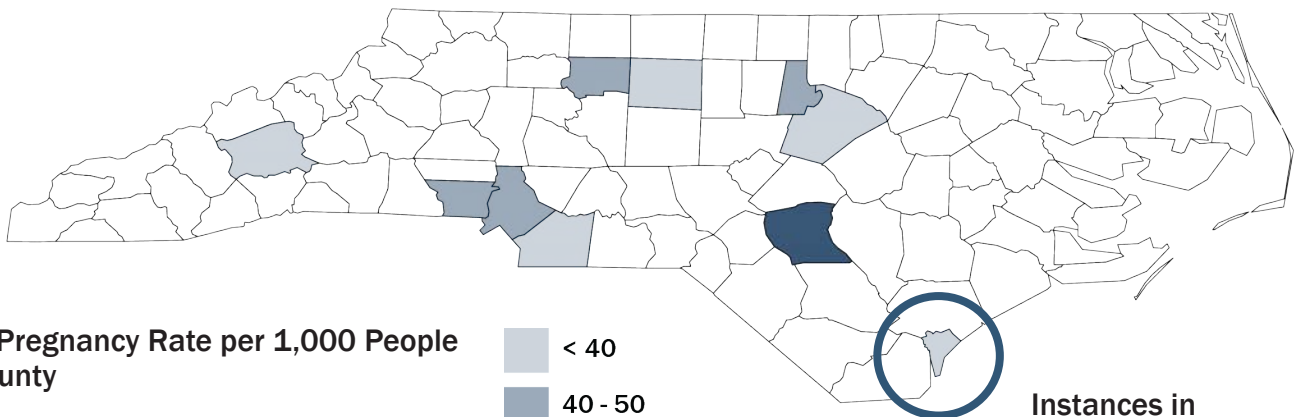 Pregnancy Rate per 1,000 People
unty
< 40
40 - 50
Instances in